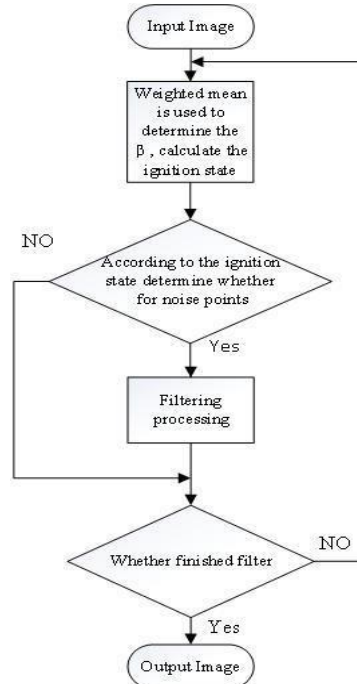 Input Image
Weighted mean
is used to
determine the
β , calculate the
ignition state
NO
According to the ignition
state determine whether
for noise points
Yes
Filtering
processing
Whether finished filter
NO
Yes
Output Image